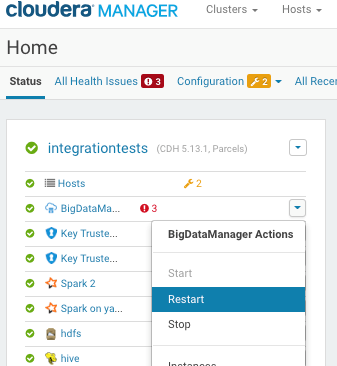 cloudera MANAGER Clusters Hosts
Home
Status All Health Issues 3 Configuration 2 All Recen
integrationtests (CDH 5.13.1, Parcels)
Hosts 2
BigDataMa... 3
BigDataManager Actions
Key Truste...
Key Truste...
Start
Spark 2
Restart
Spark on ya...
Stop
hdfs
hive
Instances